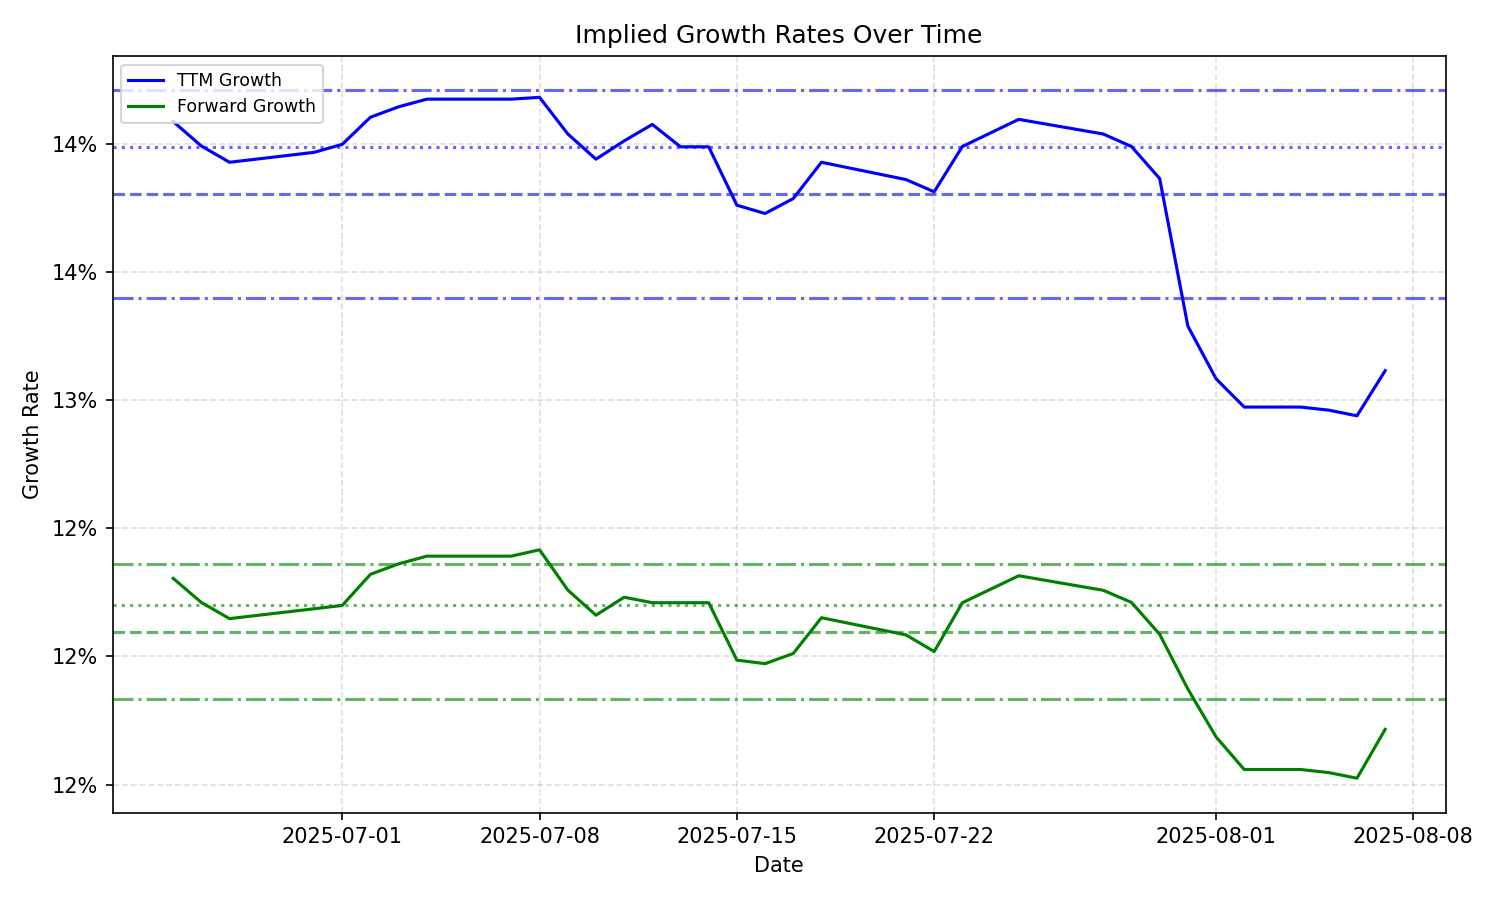 Implied Growth Rates Over Time
TTM Growth
Forward Growth
14%
14%
13%
12%
12%
12%
Growth Rate
2025-07-01
2025-07-08
2025-07-15
2025-07-22
2025-08-01
2025-08-08
Date